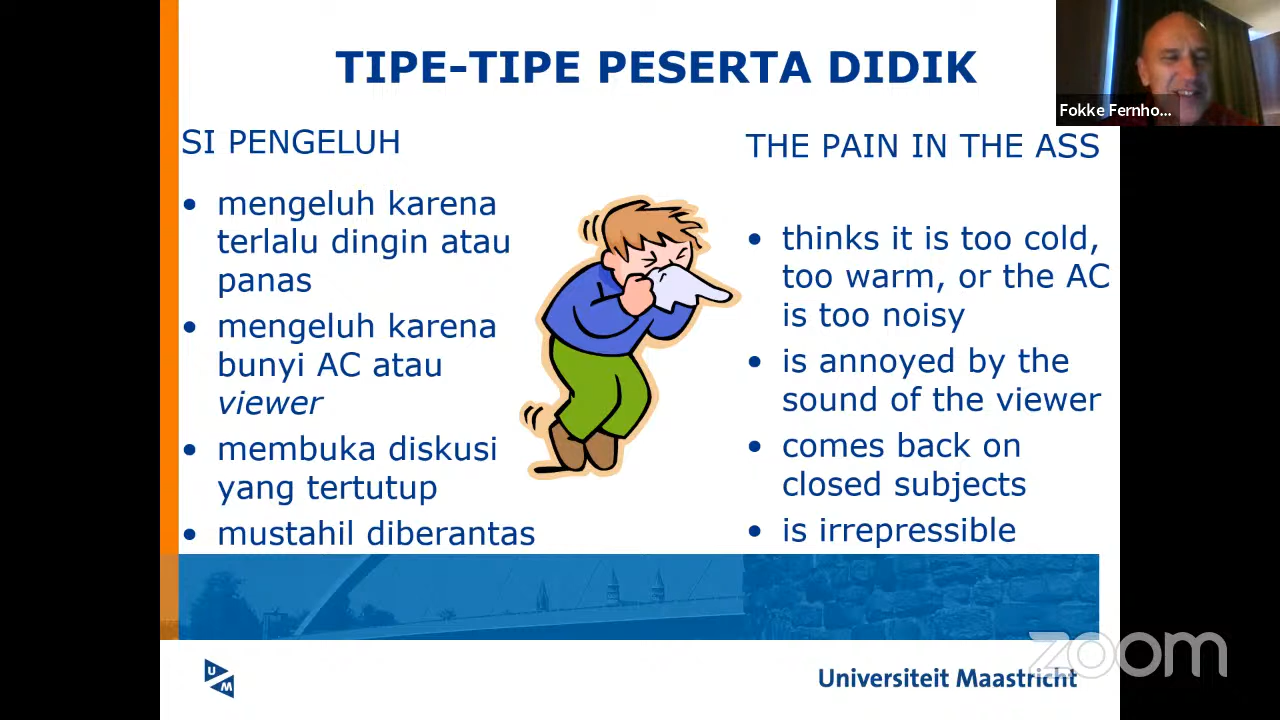 TIPE-TIPE PESERTA DIDIK
Fokke Fernho...
SI PENGELUH
• mengeluh karena
terlalu dingin atau
panas
• mengeluh karena
bunyi AC atau
viewer
• membuka diskusi
yang tertutup
• mustahil diberantas
THE PAIN IN THE ASS
• thinks it is too cold,
too warm, or the AC
is too noisy
• is annoyed by the
sound of the viewer
• comes back on
closed subjects
• is irrepressible
U
M
Universiteit Maastricht
zoom